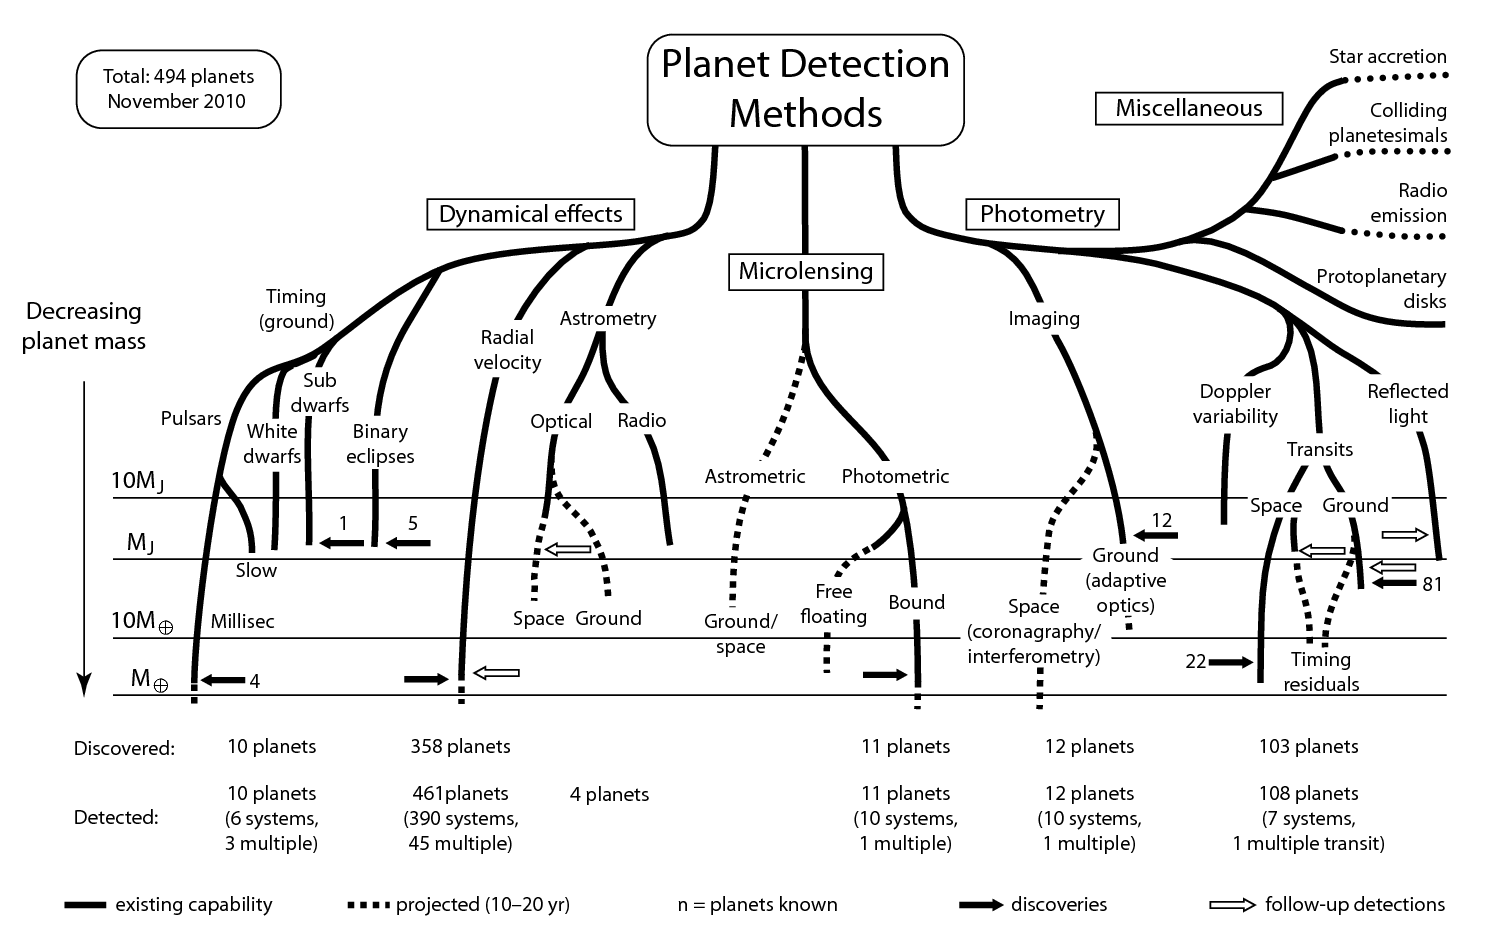 Total: 494 planets
November 2010
Planet Detection
Methods
Miscellaneous
Star accretion
Colliding
planetesimals
Radio
emission
Protoplanetary
disks
Dynamical effects
Photometry
Microlensing
Decreasing
planet mass
Timing
(ground)
Radial
velocity
Astrometry
Imaging
Pulsars
Sub
dwarfs
White
dwarfs
Binary
eclipses
Optical
Radio
Astrometric
Photometric
Doppler
variability
Transits
Reflected
light
Space
Ground
10MJ
MJ
10M⊕
M⊕
1
5
12
81
Slow
Millisec
4
Space
Ground
Ground/
space
Free
floating
Bound
Ground
(adaptive
optics)
Space
(coronagraphy/
interferometry)
22
Timing
residuals
Discovered:
10 planets
358 planets
11 planets
12 planets
103 planets
Detected:
10 planets
(6 systems,
3 multiple)
461planets
(390 systems,
45 multiple)
4 planets
11 planets
(10 systems,
1 multiple)
12 planets
(10 systems,
1 multiple)
108 planets
(7 systems,
1 multiple transit)
existing capability
projected (10–20 yr)
n = planets known
discoveries
follow-up detections